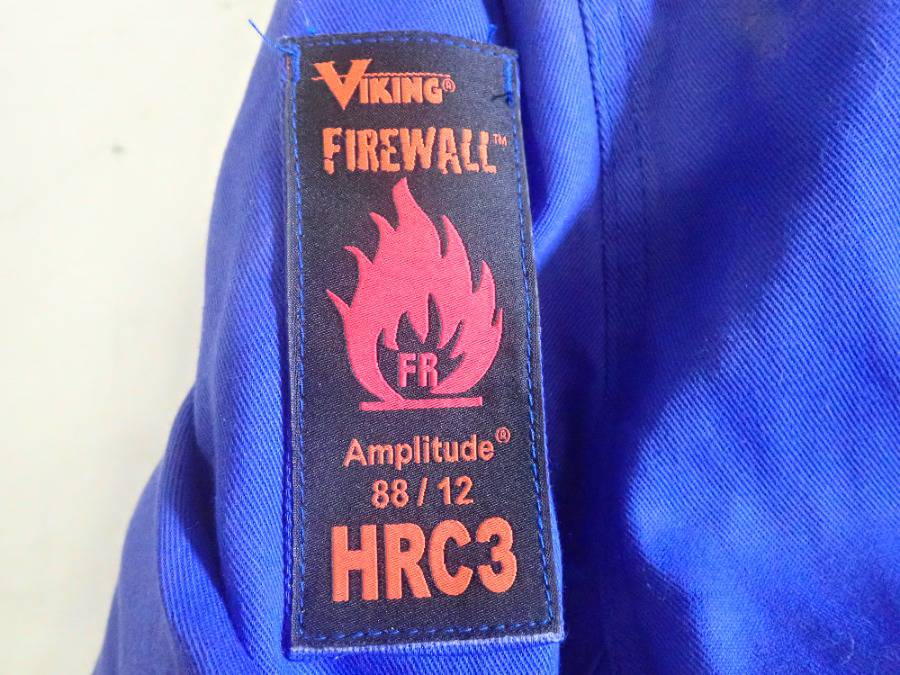 VIKING®
FIREWALL™
FR
Amplitude®
88 / 12
HRC3